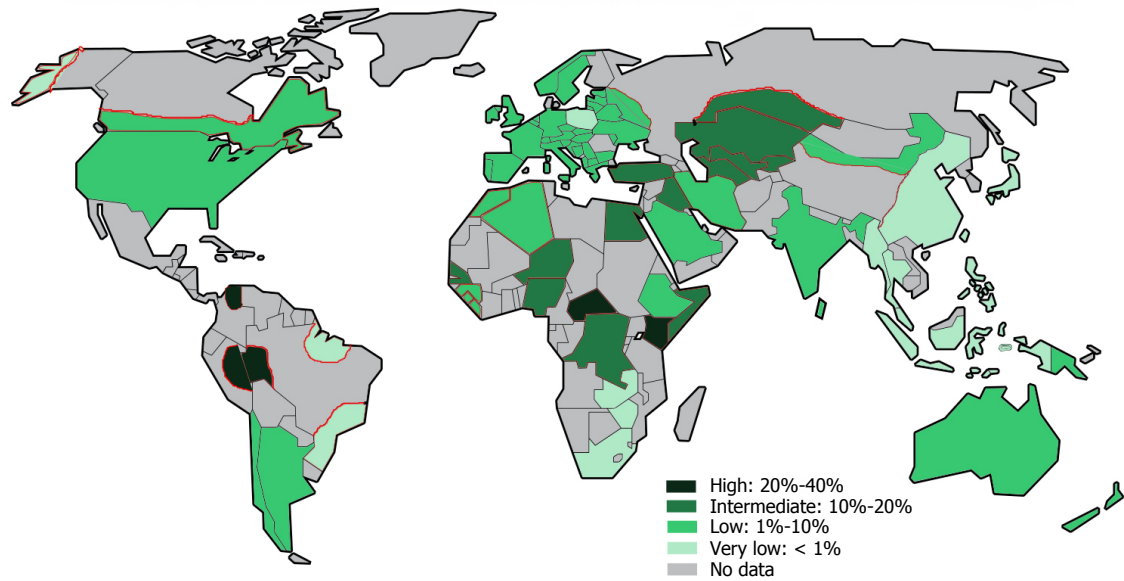 High: 20%-40%
Intermediate: 10%-20%
Low: 1%-10%
Very low: < 1%
No data